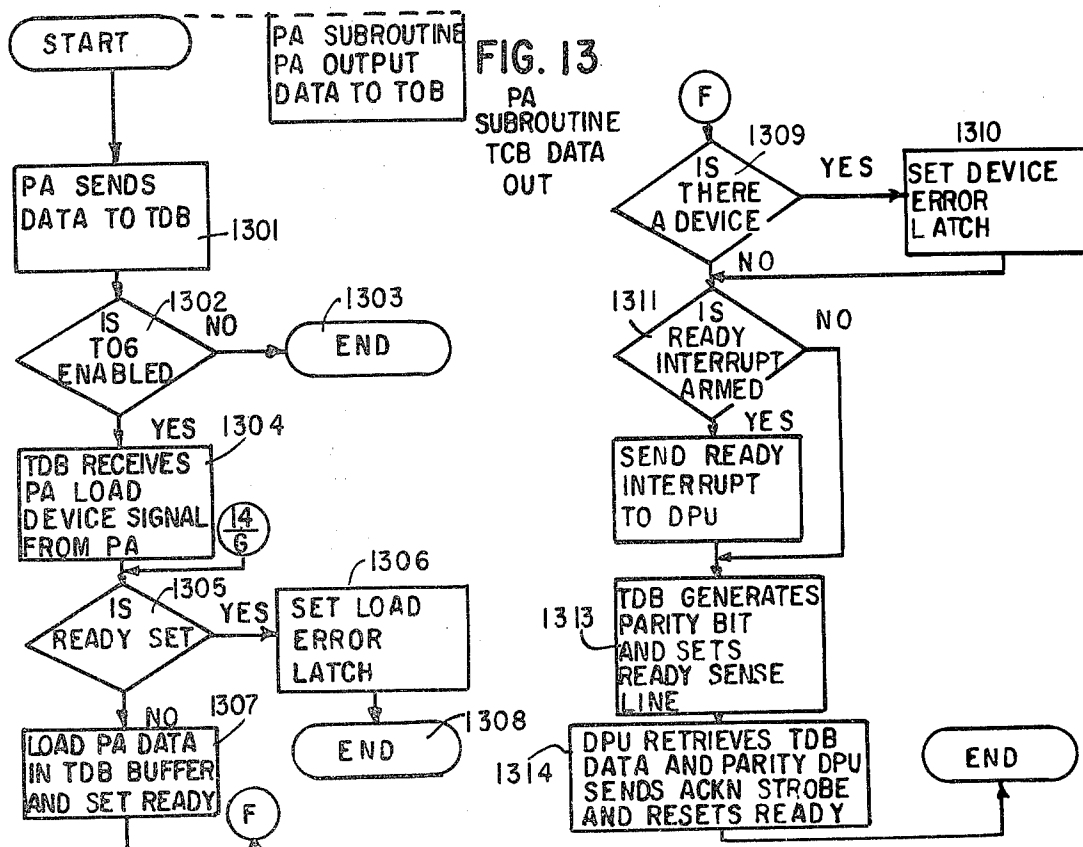 START
PA SUBROUTINE
PA OUTPUT
DATA TO TOB
FIG. 13
PA
SUBROUTINE
TCB DATA
OUT
PA SENDS
DATA TO TDB
1301
1302
IS
TO6
ENABLED
NO
1303
END
YES
1304
TDB RECEIVES
PA LOAD
DEVICE SIGNAL
FROM PA
14
G
1305
IS
READY SET
YES
1306
SET LOAD
ERROR
LATCH
1308
END
NO
1307
LOAD PA DATA
IN TDB BUFFER
AND SET READY
F
F
1309
IS
THERE
A DEVICE
YES
1310
SET DEVICE
ERROR
LATCH
NO
1311
IS
READY
INTERRUPT
ARMED
NO
YES
SEND READY
INTERRUPT
TO DPU
1313
TDB GENERATES
PARITY BIT
AND SETS
READY SENSE
LINE
1314
DPU RETRIEVES TDB
DATA AND PARITY DPU
SENDS ACKN STROBE
AND RESETS READY
END